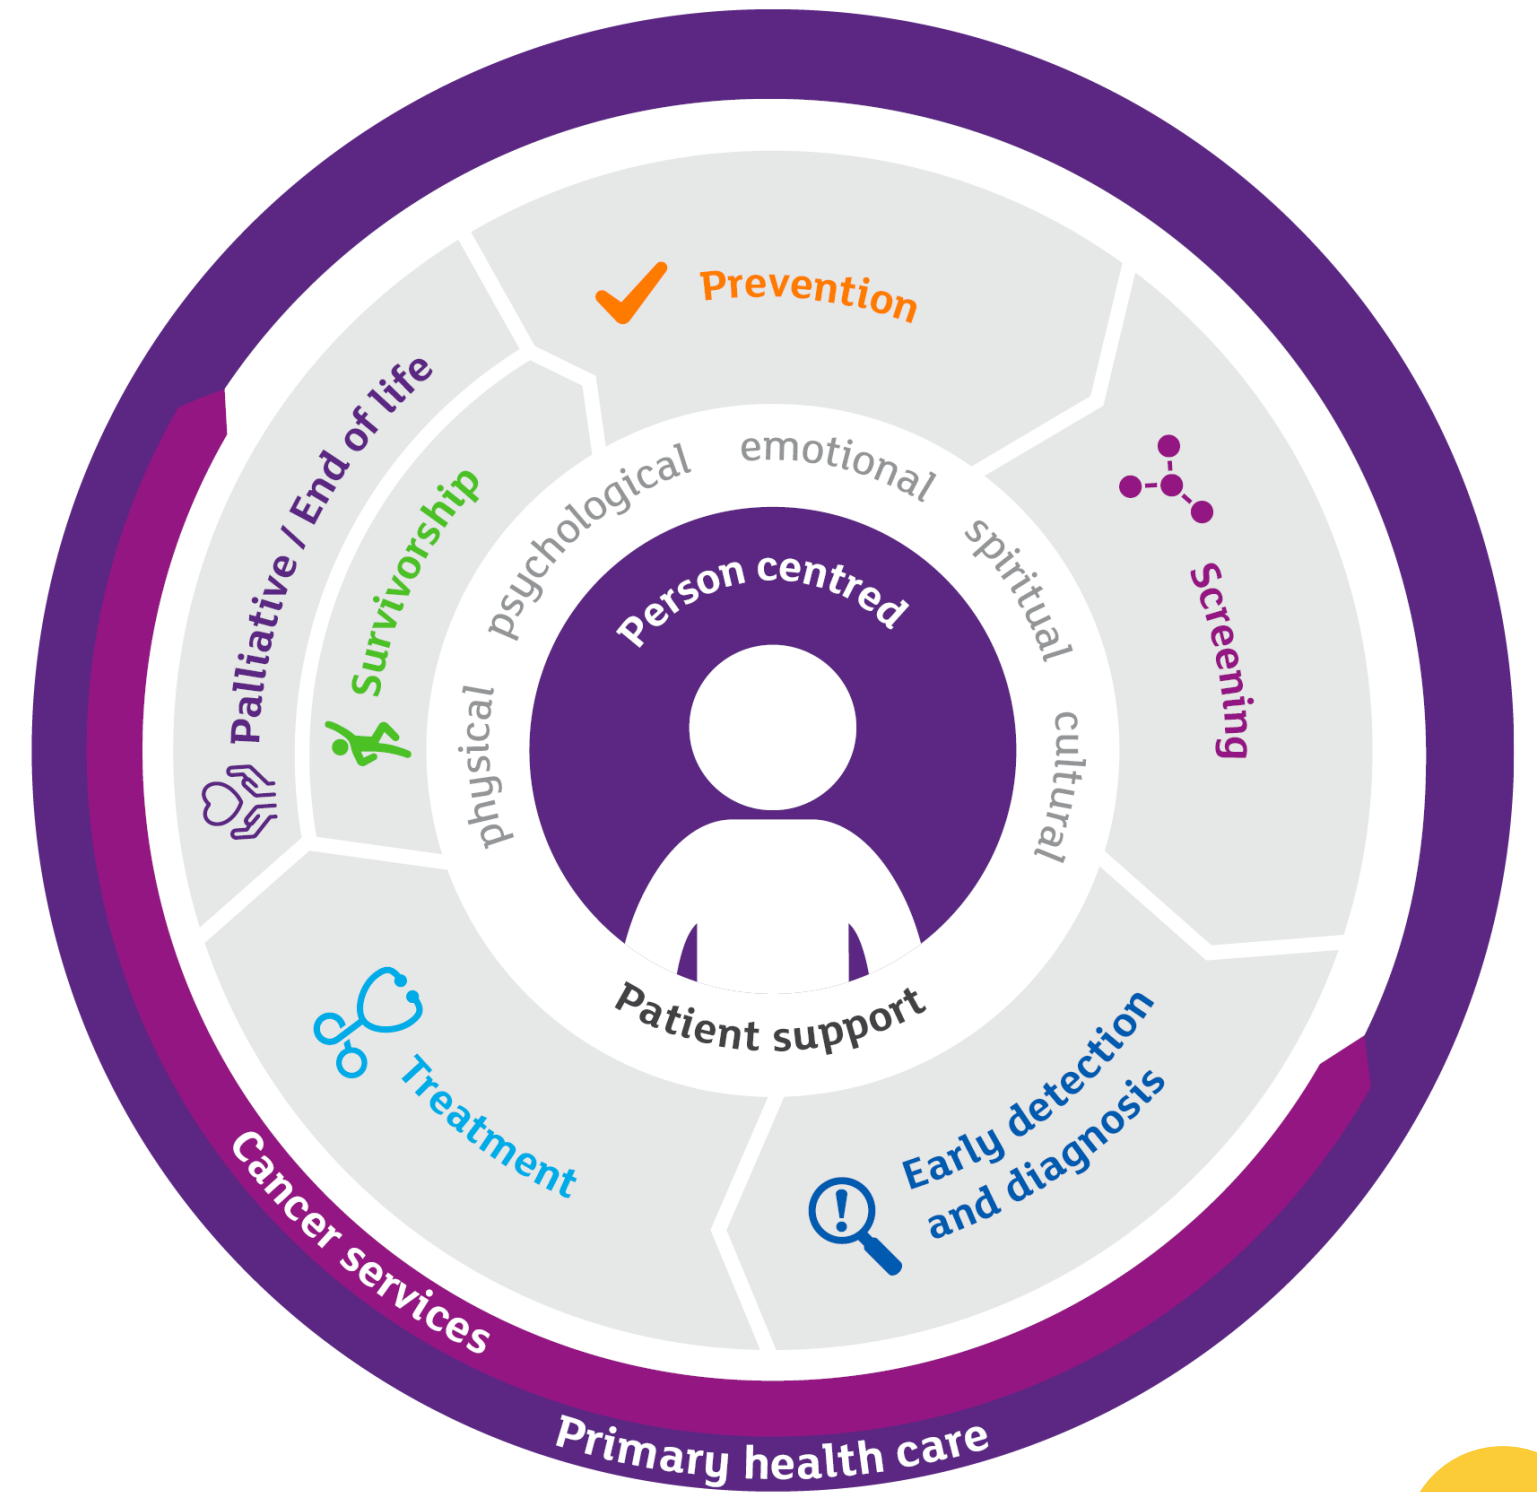 Prevention
Screening
Early detection
and diagnosis
Treatment
Survivorship
Palliative / End of life
physical
psychological
emotional
spiritual
cultural
Person centred
Patient support
Cancer services
Primary health care